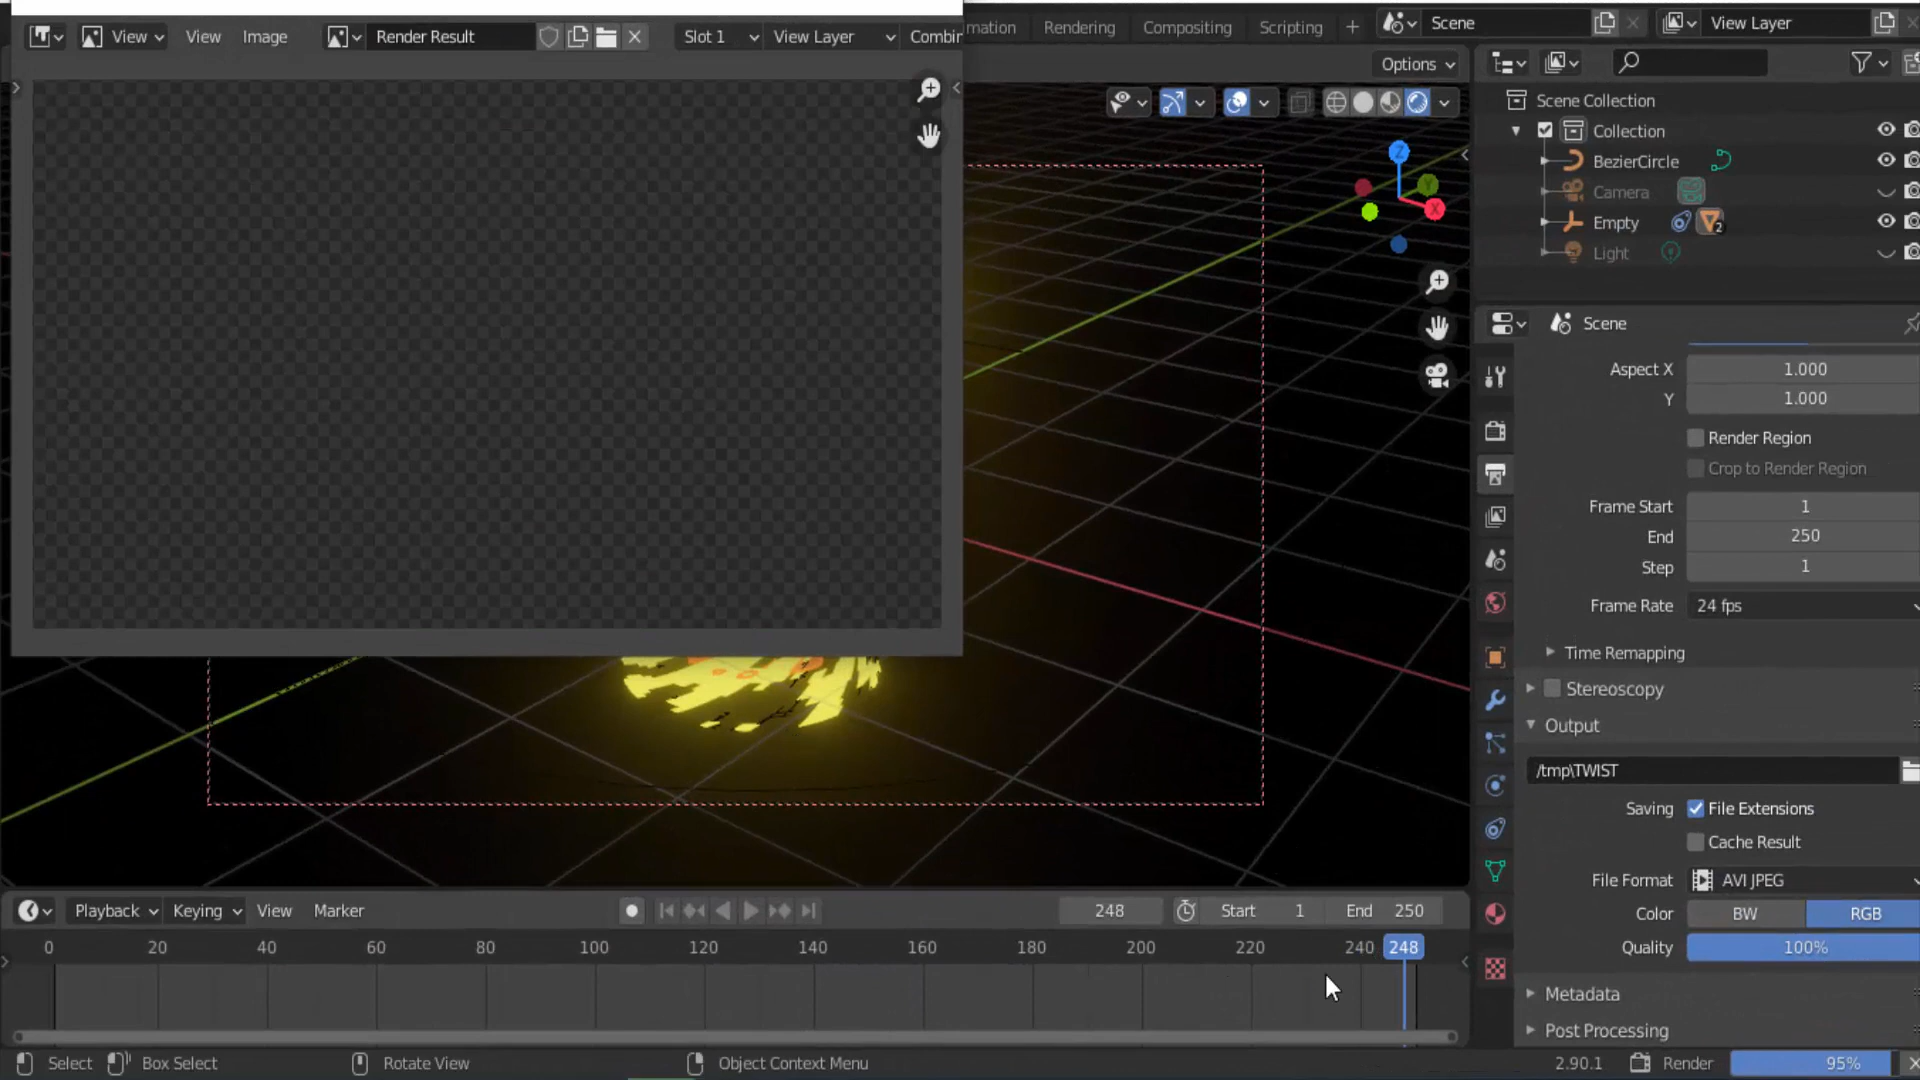 View
View
Image
Render Result
Slot 1
View Layer
Combin
mation
Rendering
Compositing
Scripting
+
Scene
View Layer
Options
Scene Collection
Collection
BezierCircle
Camera
Empty
2
Light
Z
Y
X
Scene
Aspect X
1.000
Y
1.000
Render Region
Crop to Render Region
Frame Start
1
End
250
Step
1
Frame Rate
24 fps
Time Remapping
Stereoscopy
Output
/tmp\TWIST
Saving
File Extensions
Cache Result
File Format
AVI JPEG
Color
BW
RGB
Quality
100%
Metadata
Post Processing
Playback
Keying
View
Marker
248
Start
1
End
250
0
20
40
60
80
100
120
140
160
180
200
220
240
248
Select
Box Select
Rotate View
Object Context Menu
2.90.1
Render
95%